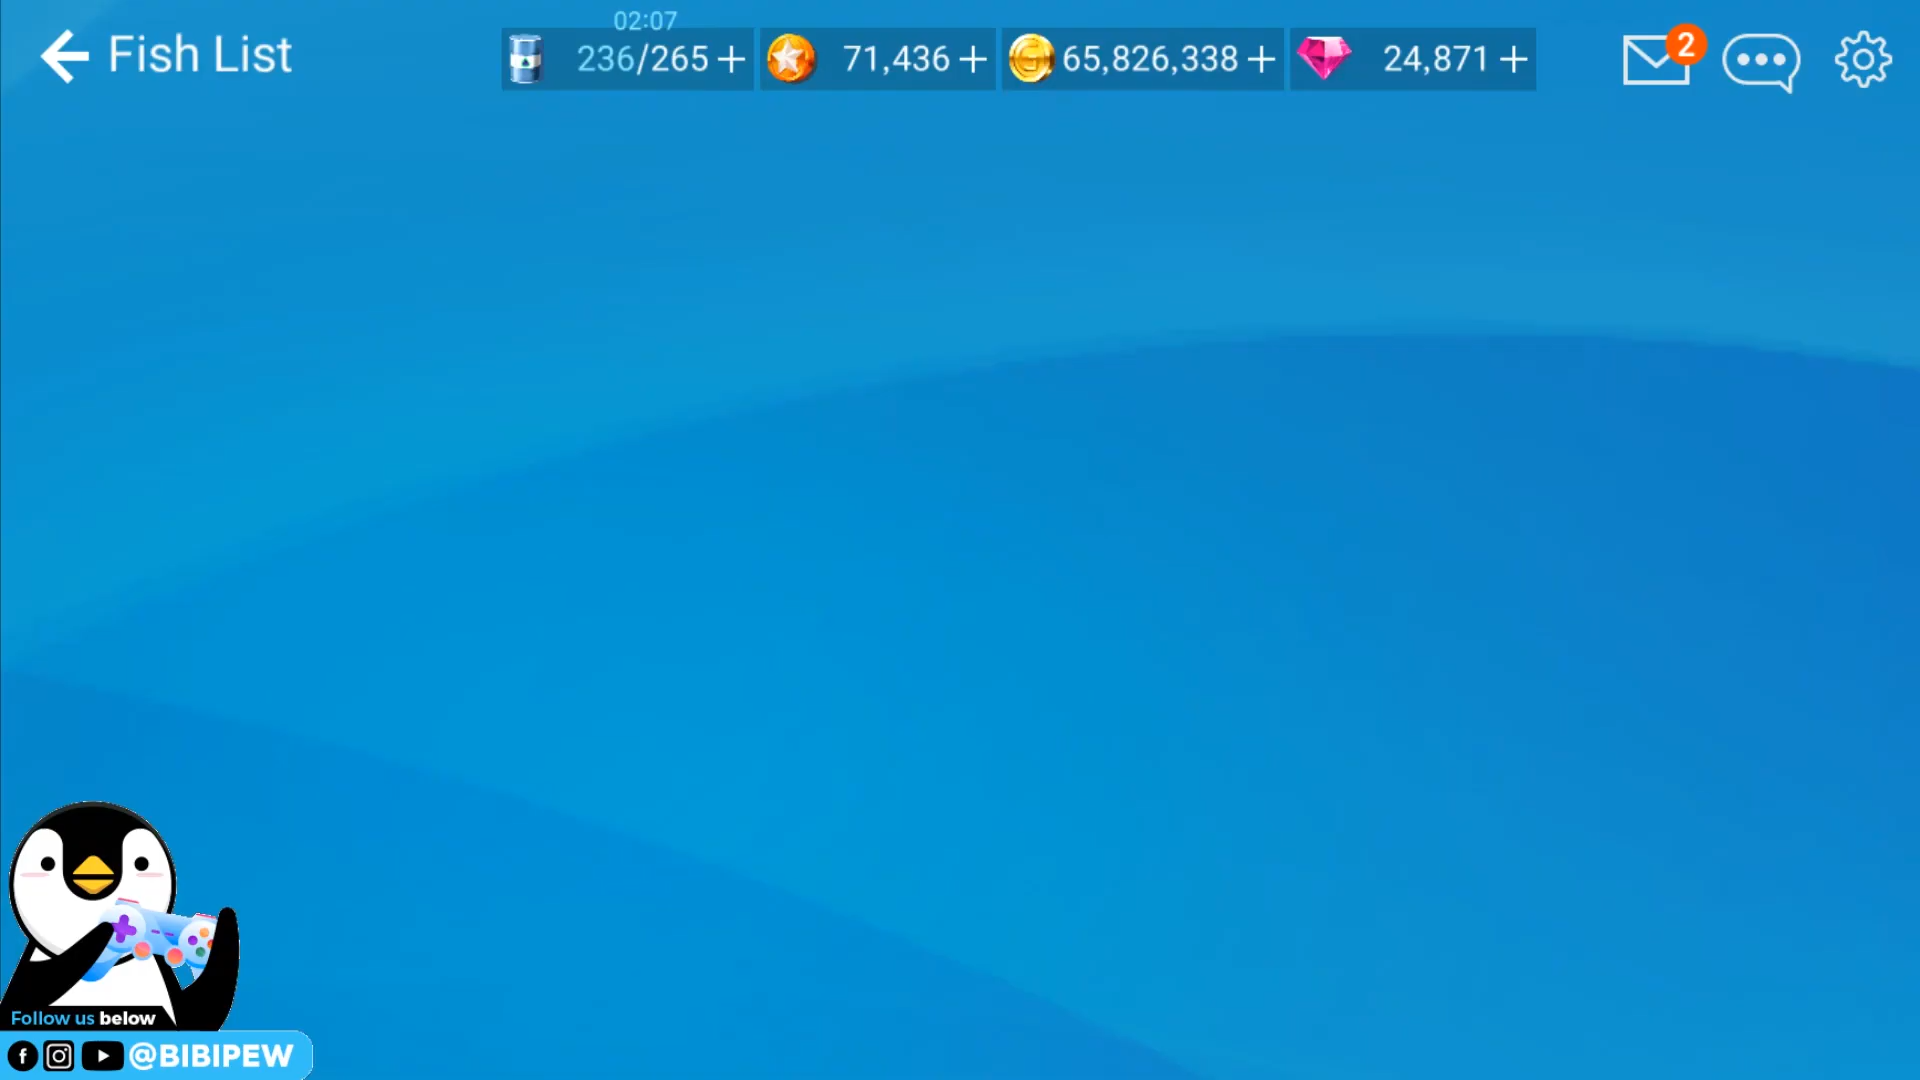 Fish List
02:07
236/265 +
71,436 +
65,826,338 +
24,871 +
2
Follow us below
@BIBIPEW